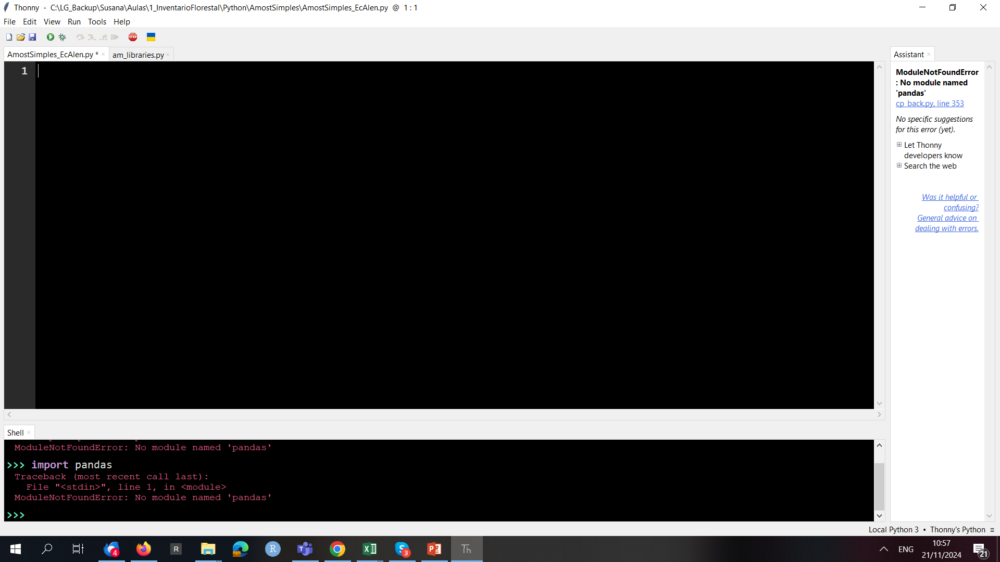 Thonny - C:\LG_Backup\Susana\Aulas\1_InventarioFlorestal\Python\AmostSimples\AmostSimples_EcAlen.py @ 1 : 1
File Edit View Run Tools Help
STOP
AmostSimples_EcAlen.py * ×
am_libraries.py ×
1
Assistant ×
ModuleNotFoundError
: No module named
'pandas'
cp_back.py, line 353
No specific suggestions
for this error (yet).
Let Thonny
developers know
Search the web
Was it helpful or
confusing?
General advice on
dealing with errors.
Shell ×
ModuleNotFoundError: No module named 'pandas'
>>> import pandas
Traceback (most recent call last):
File "<stdin>", line 1, in <module>
ModuleNotFoundError: No module named 'pandas'
>>>
Local Python 3 • Thonny's Python ≡
4
R
R
T
X
S 3
P
Th
ENG
10:57
21/11/2024
21